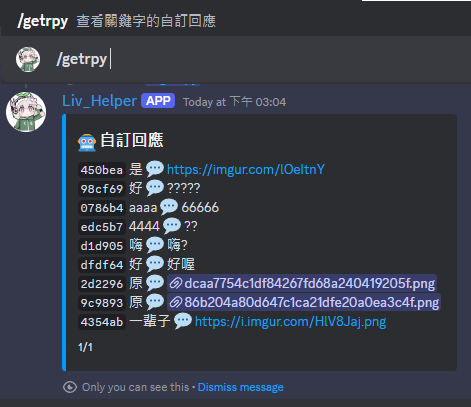 /getrpy 查看關鍵字的自訂回應
/getrpy
Liv_Helper APP Today at 下午 03:04
自訂回應
450bea 是 https://imgur.com/lOeItnY
98cf69 好 ?????
0786b4 aaaa 66666
edc5b7 4444 ??
d1d905 嗨 嗨?
dfdf64 好 好喔
2d2296 原 dcaa7754c1df84267fd68a240419205f.png
9c9893 原 86b204a80d647c1ca21dfe20a0ea3c4f.png
4354ab 一輩子 https://i.imgur.com/HlV8Jaj.png
1/1
Only you can see this • Dismiss message